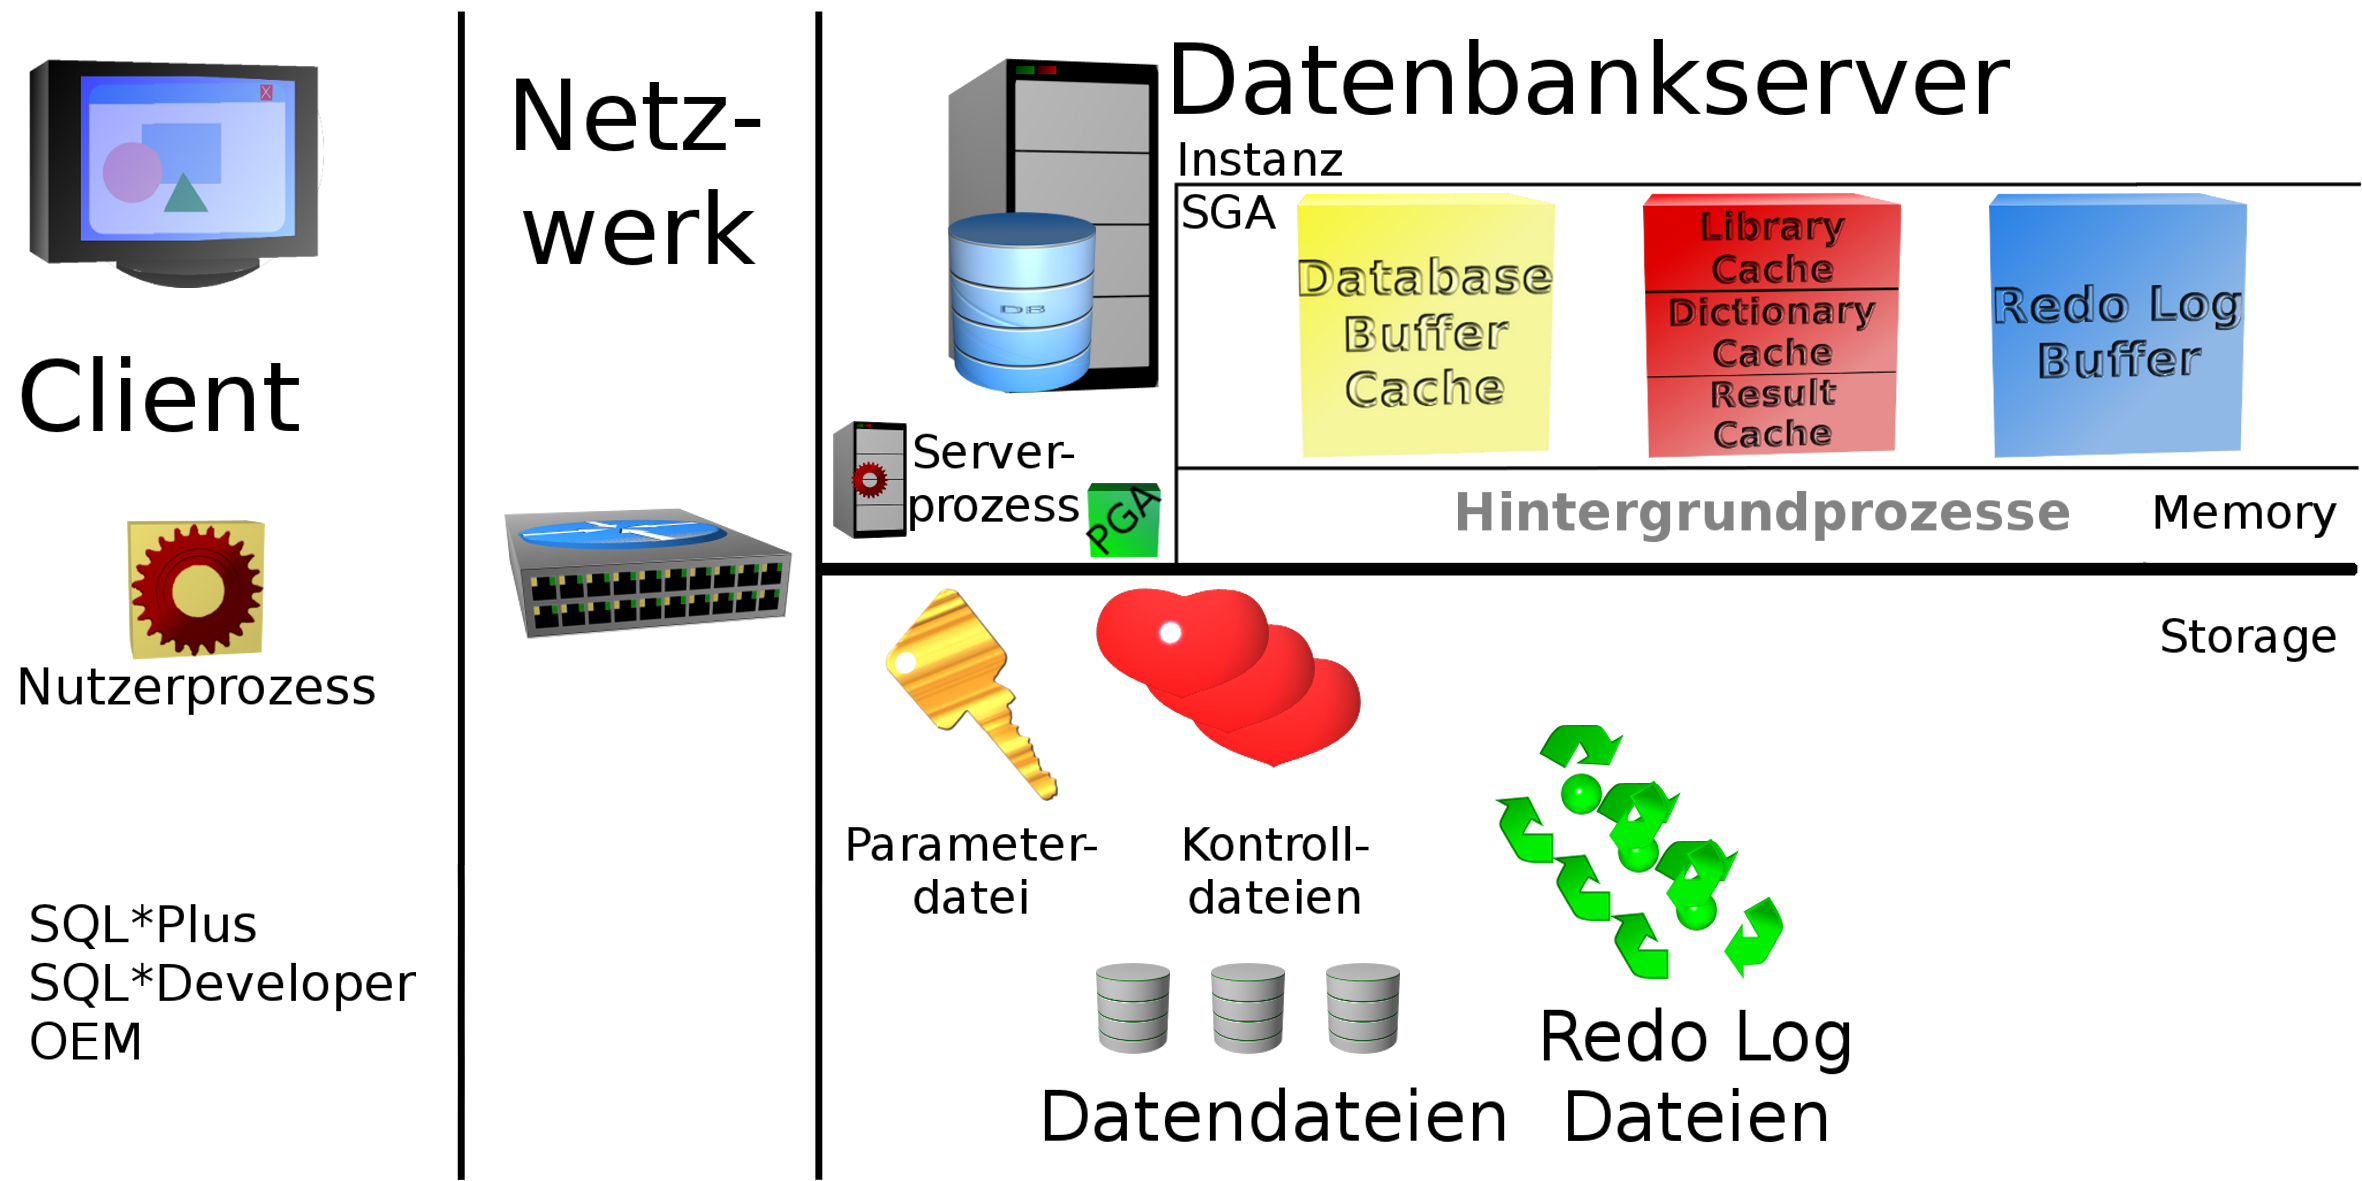 Client
Nutzerprozess
SQL*Plus
SQL*Developer
OEM
Netz-
werk
Datenbankserver
DB
Instanz
SGA
Database
Buffer
Cache
Library
Cache
Dictionary
Cache
Result
Cache
Redo Log
Buffer
Server-
prozess
PGA
Hintergrundprozesse
Memory
Storage
Parameter-
datei
Kontroll-
dateien
Datendateien
Redo Log
Dateien